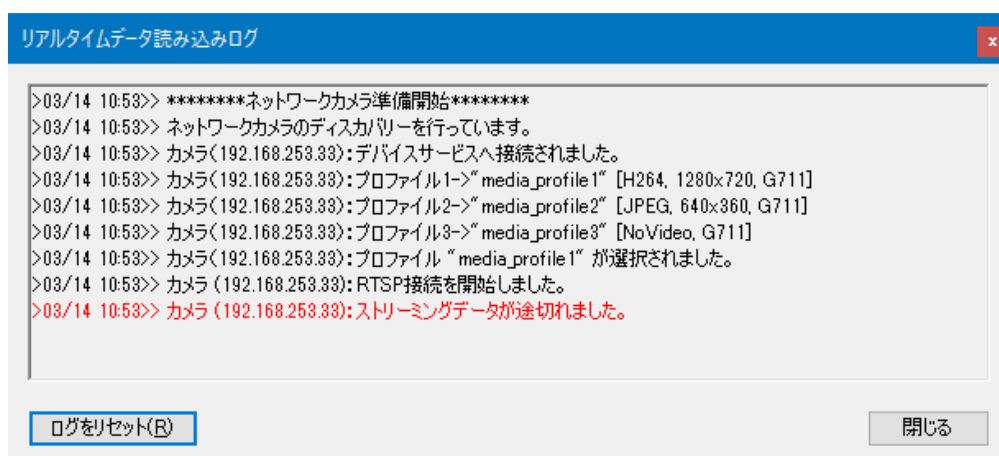 リアルタイムデータ読み込みログ
x
>03/14 10:53>> ********ネットワークカメラ準備開始********
>03/14 10:53>> ネットワークカメラのディスカバリーを行っています。
>03/14 10:53>> カメラ(192.168.253.33):デバイスサービスへ接続されました。
>03/14 10:53>> カメラ(192.168.253.33):プロファイル1->"media_profile1" [H264, 1280x720, G711]
>03/14 10:53>> カメラ(192.168.253.33):プロファイル2->"media_profile2" [JPEG, 640x360, G711]
>03/14 10:53>> カメラ(192.168.253.33):プロファイル3->"media_profile3" [NoVideo, G711]
>03/14 10:53>> カメラ(192.168.253.33):プロファイル "media_profile1" が選択されました。
>03/14 10:53>> カメラ (192.168.253.33): RTSP接続を開始しました。
>03/14 10:53>> カメラ (192.168.253.33): ストリーミングデータが途切れました。
ログをリセット(R) 閉じる